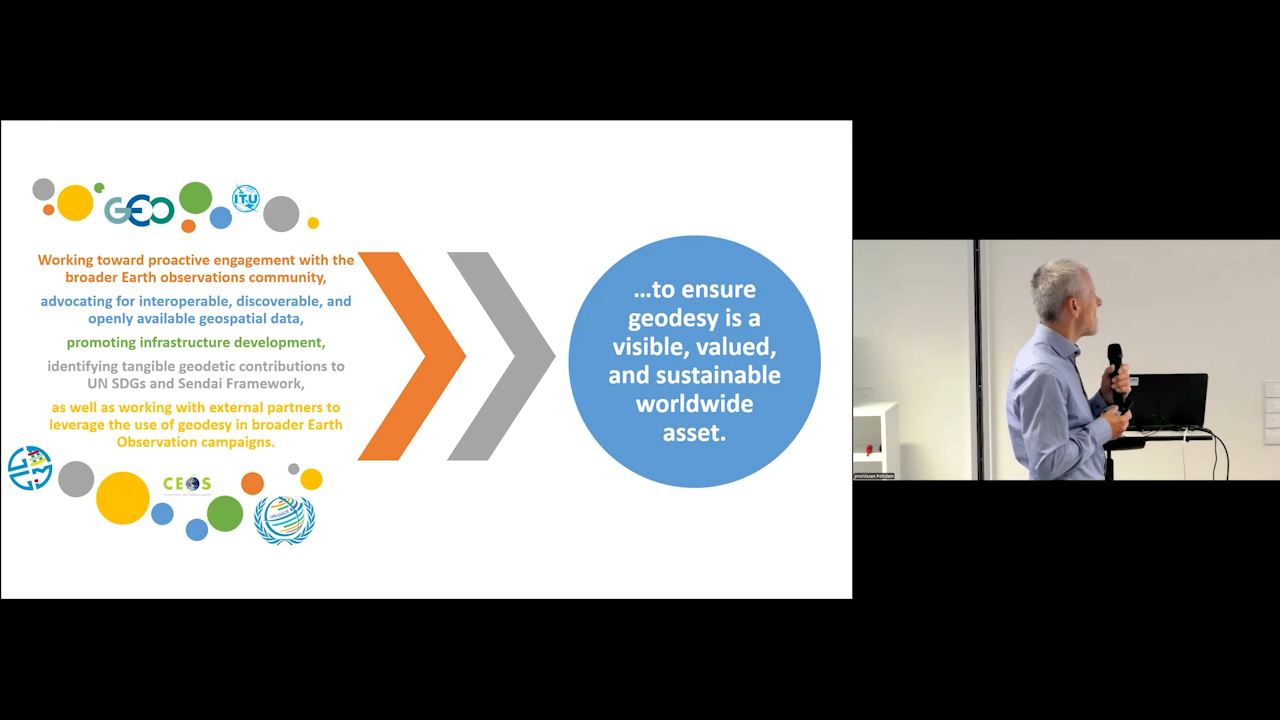 GEO
ITU
Working toward proactive engagement with the
broader Earth observations community,
advocating for interoperable, discoverable, and
openly available geospatial data,
promoting infrastructure development,
identifying tangible geodetic contributions to
UN SDGs and Sendai Framework,
as well as working with external partners to
leverage the use of geodesy in broader Earth
Observation campaigns.
CEOS
...to ensure
geodesy is a
visible, valued,
and sustainable
worldwide
asset.
proWissen Potsdam